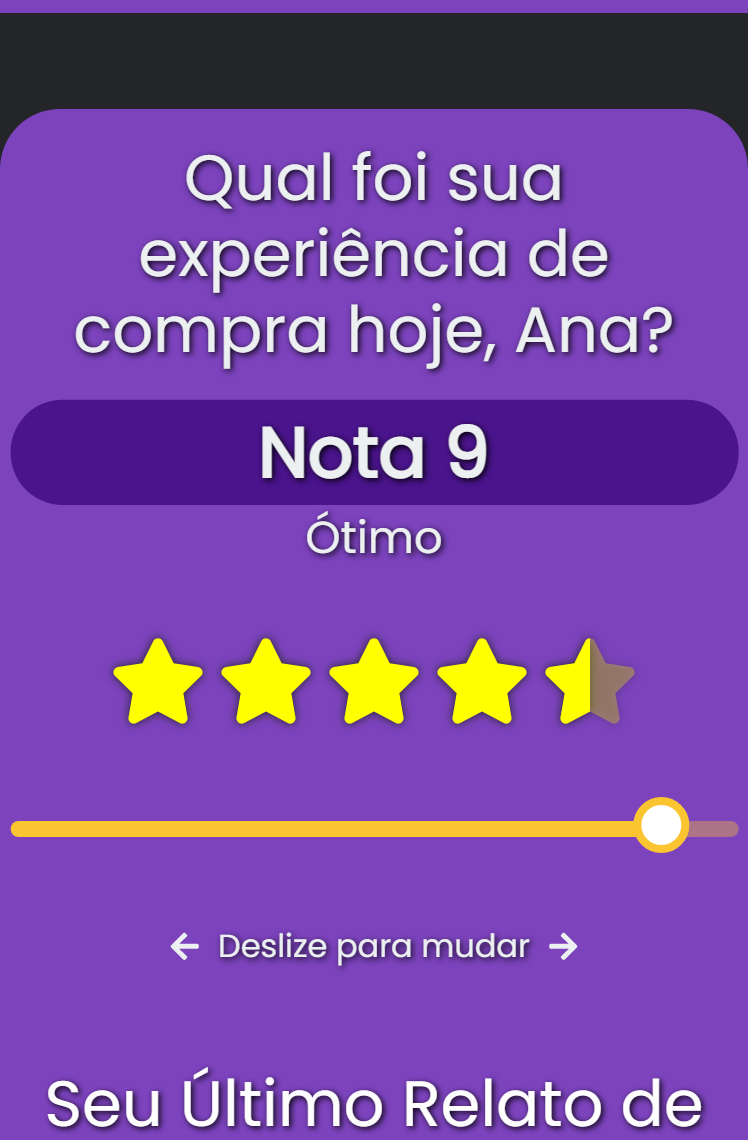 Qual foi sua
experiência de
compra hoje, Ana?
Nota 9
Ótimo
Deslize para mudar
Seu Último Relato de